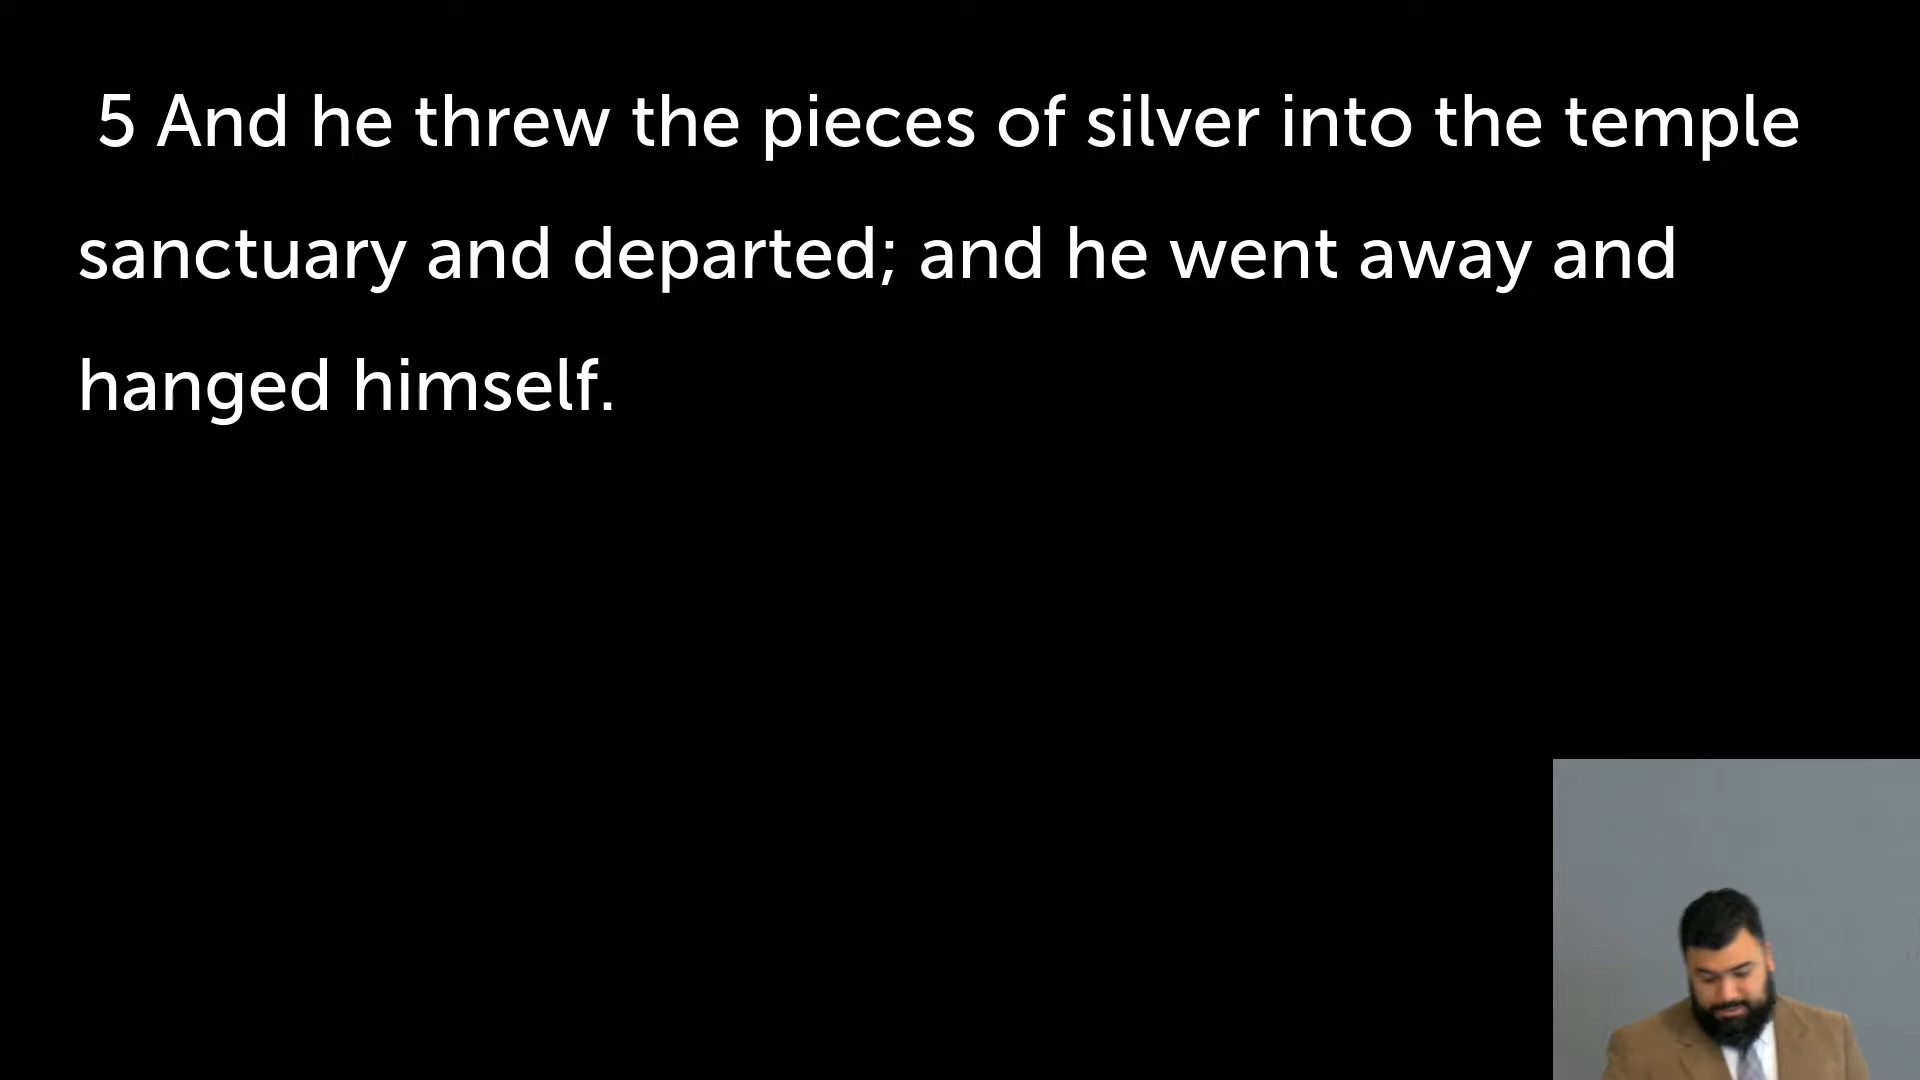 5 And he threw the pieces of silver into the temple
sanctuary and departed; and he went away and
hanged himself.